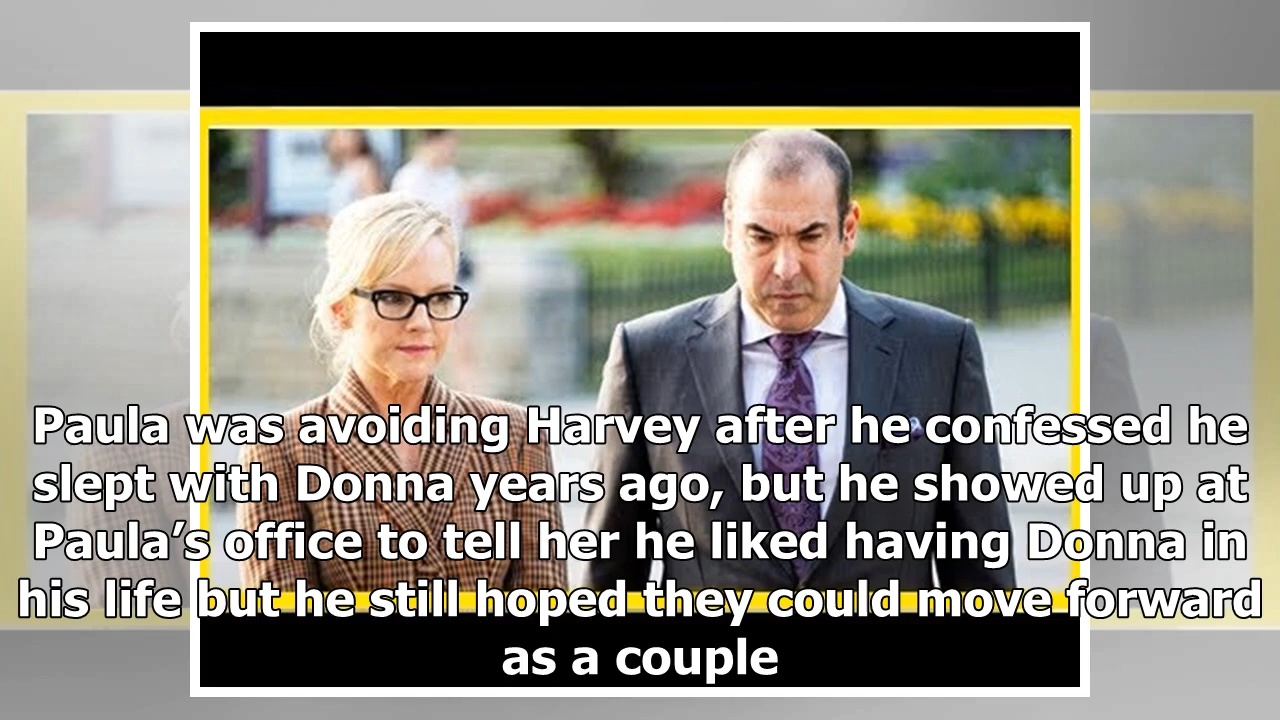 Paula was avoiding Harvey after he confessed he
slept with Donna years ago, but he showed up at
Paula’s office to tell her he liked having Donna in
his life but he still hoped they could move forward
as a couple